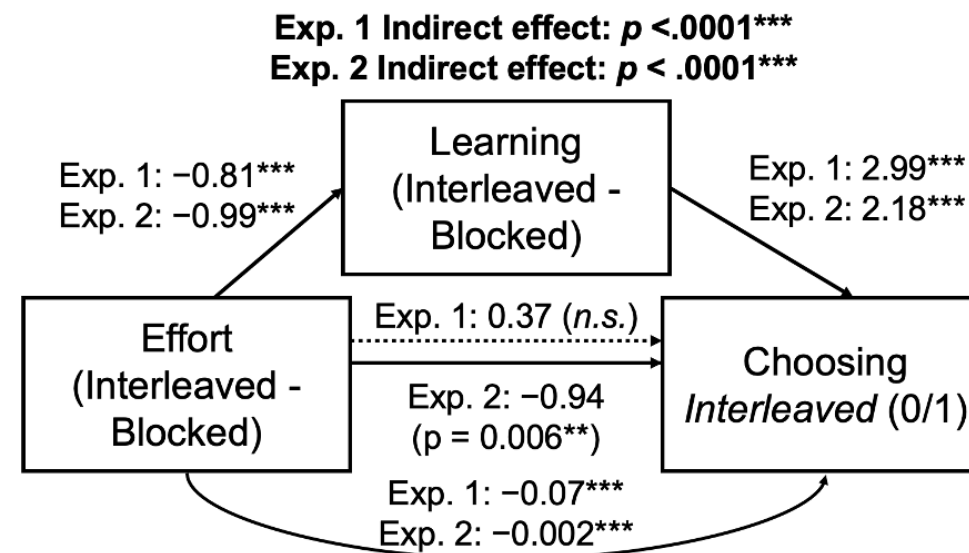 Exp. 1 Indirect effect: p <.0001***
Exp. 2 Indirect effect: p < .0001***
Learning
(Interleaved -
Blocked)
Exp. 1: −0.81***
Exp. 2: −0.99***
Exp. 1: 2.99***
Exp. 2: 2.18***
Effort
(Interleaved -
Blocked)
Exp. 1: 0.37 (n.s.)
Exp. 2: −0.94
(p = 0.006**)
Choosing
Interleaved (0/1)
Exp. 1: −0.07***
Exp. 2: −0.002***